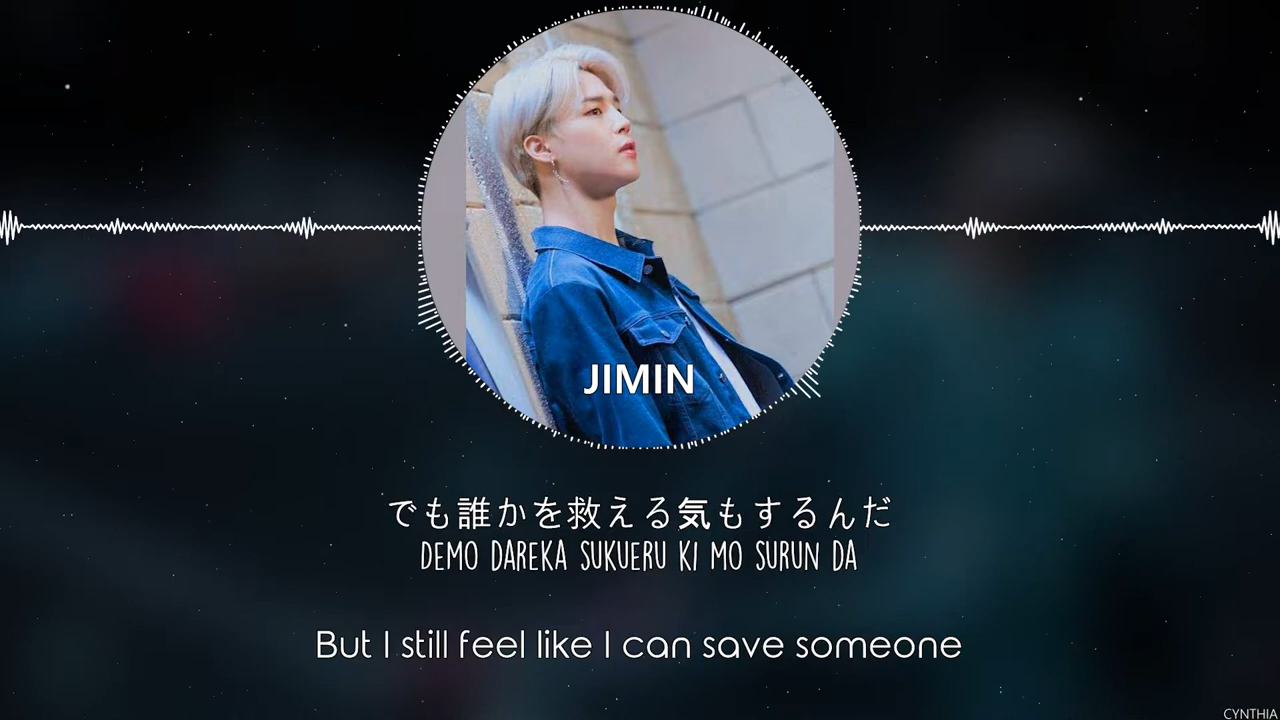 JIMIN
でも誰かを救える気もするんだ
DEMO DAREKA SUKUERU KI MO SURUN DA
But I still feel like I can save someone
CYNTHIA